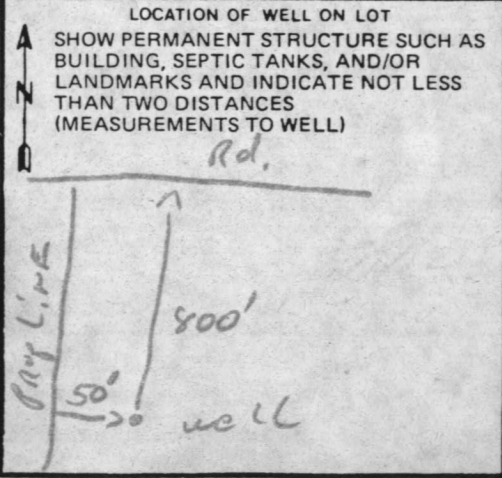 LOCATION OF WELL ON LOT
SHOW PERMANENT STRUCTURE SUCH AS
BUILDING, SEPTIC TANKS, AND/OR
LANDMARKS AND INDICATE NOT LESS
THAN TWO DISTANCES
(MEASUREMENTS TO WELL)
N
Rd.
800'
Prop LiNE
50'
well